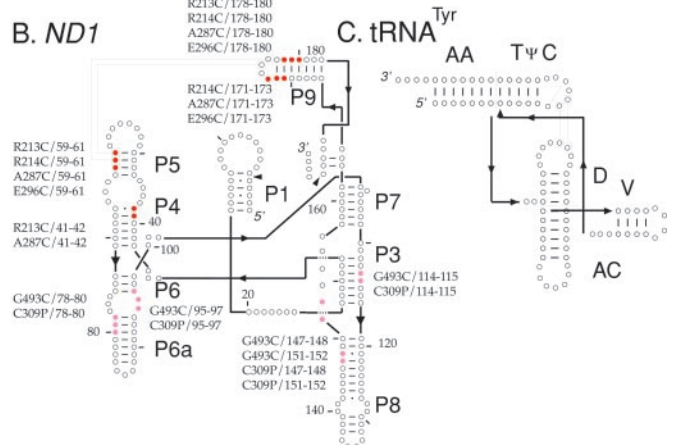 R213C/178-180
R214C/178-180
A287C/178-180
E296C/178-180
B. ND1
180
C. tRNA^Tyr
AA
TΨC
3'
5'
R214C/171-173
A287C/171-173
E296C/171-173
P9
R213C/59-61
R214C/59-61
A287C/59-61
E296C/59-61
P5
P1
5'
3'
160
P7
D
V
AC
P4
40
R213C/41-42
A287C/41-42
100
P3
G493C/114-115
C309P/114-115
P6
G493C/78-80
C309P/78-80
G493C/95-97
C309P/95-97
20
80
P6a
G493C/147-148
G493C/151-152
C309P/147-148
C309P/151-152
120
140
P8